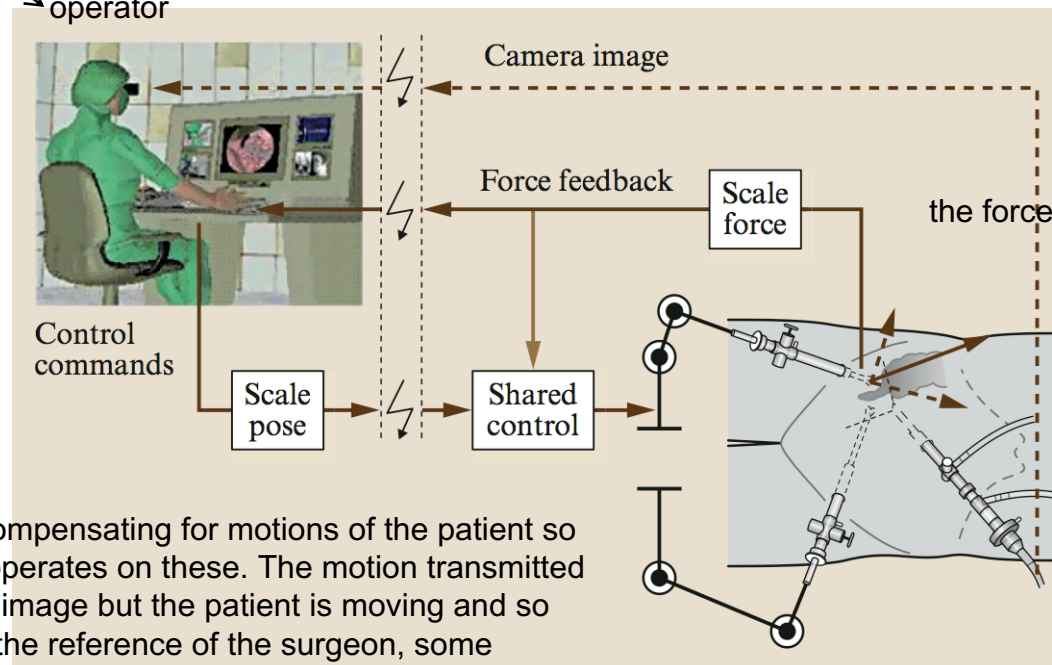 operator
Camera image
Force feedback
Scale
force
the force
Control
commands
Scale
pose
Shared
control
ompensating for motions of the patient so
operates on these. The motion transmitted
image but the patient is moving and so
the reference of the surgeon, some